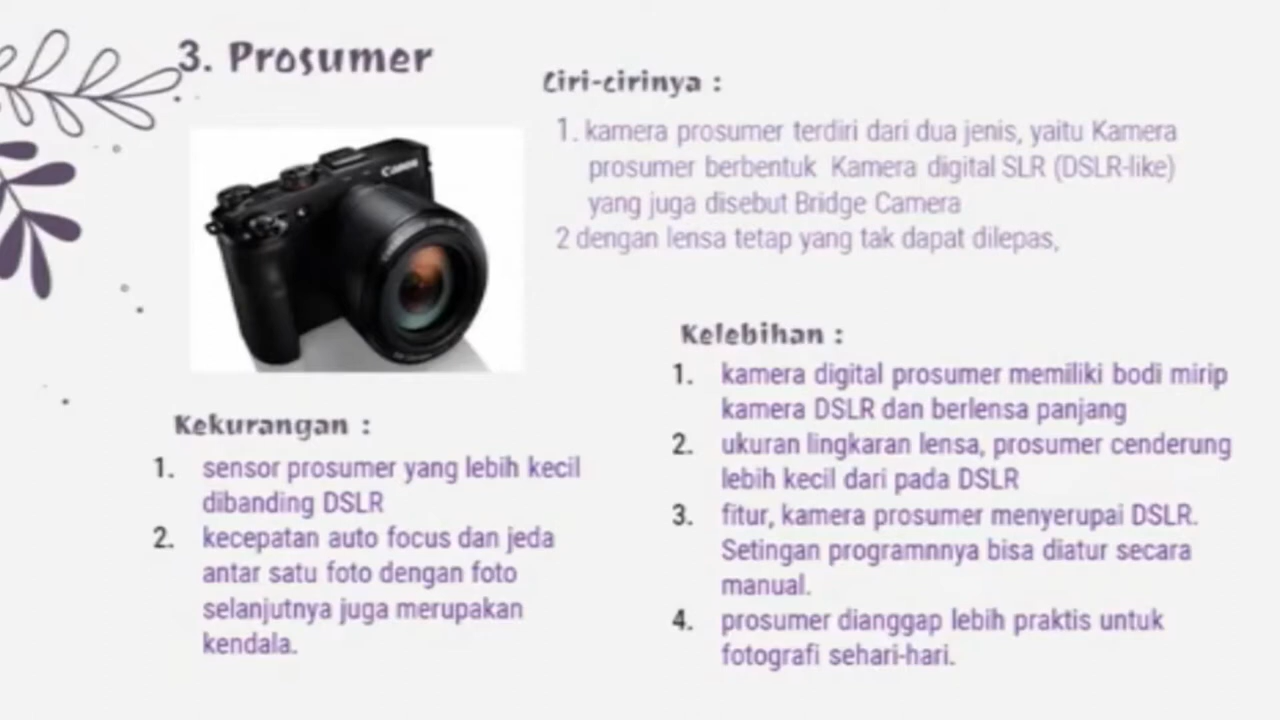 3. Prosumer
Canon
Ciri-cirinya :
1. kamera prosumer terdiri dari dua jenis, yaitu Kamera
prosumer berbentuk Kamera digital SLR (DSLR-like)
yang juga disebut Bridge Camera
2 dengan lensa tetap yang tak dapat dilepas,
Kekurangan :
1. sensor prosumer yang lebih kecil
dibanding DSLR
2. kecepatan auto focus dan jeda
antar satu foto dengan foto
selanjutnya juga merupakan
kendala.
Kelebihan :
1. kamera digital prosumer memiliki bodi mirip
kamera DSLR dan berlensa panjang
2. ukuran lingkaran lensa, prosumer cenderung
lebih kecil dari pada DSLR
3. fitur, kamera prosumer menyerupai DSLR.
Setingan programnnya bisa diatur secara
manual.
4. prosumer dianggap lebih praktis untuk
fotografi sehari-hari.